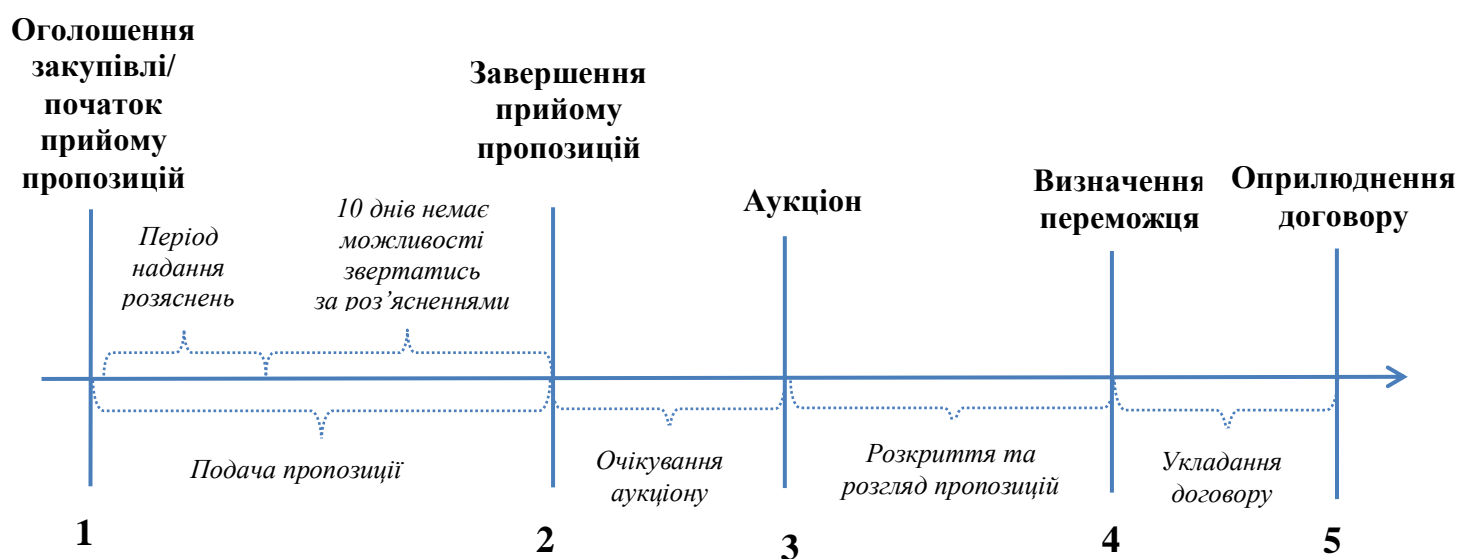 Оголошення
закупівлі/
початок
прийому
пропозицій
Завершення
прийому
пропозицій
Аукціон
Визначення
переможця
Оприлюднення
договору
Період
надання
розяснень
10 днів немає
можливості
звертатись
за роз’ясненнями
Подача пропозиції
Очікування
аукціону
Розкриття та
розгляд пропозицій
Укладання
договору
1
2
3
4
5